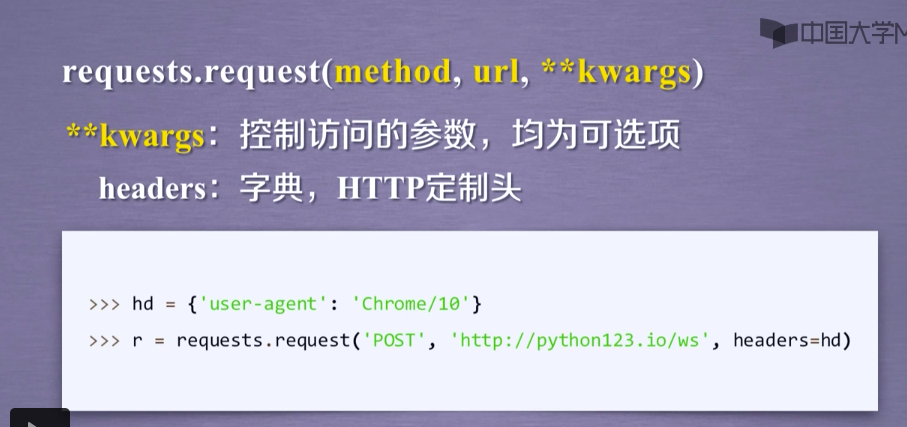 中国大学M
requests.request(method, url, **kwargs)
**kwargs：控制访问的参数，均为可选项
headers：字典，HTTP定制头
>>> hd = {'user-agent': 'Chrome/10'}
>>> r = requests.request('POST', 'http://python123.io/ws', headers=hd)